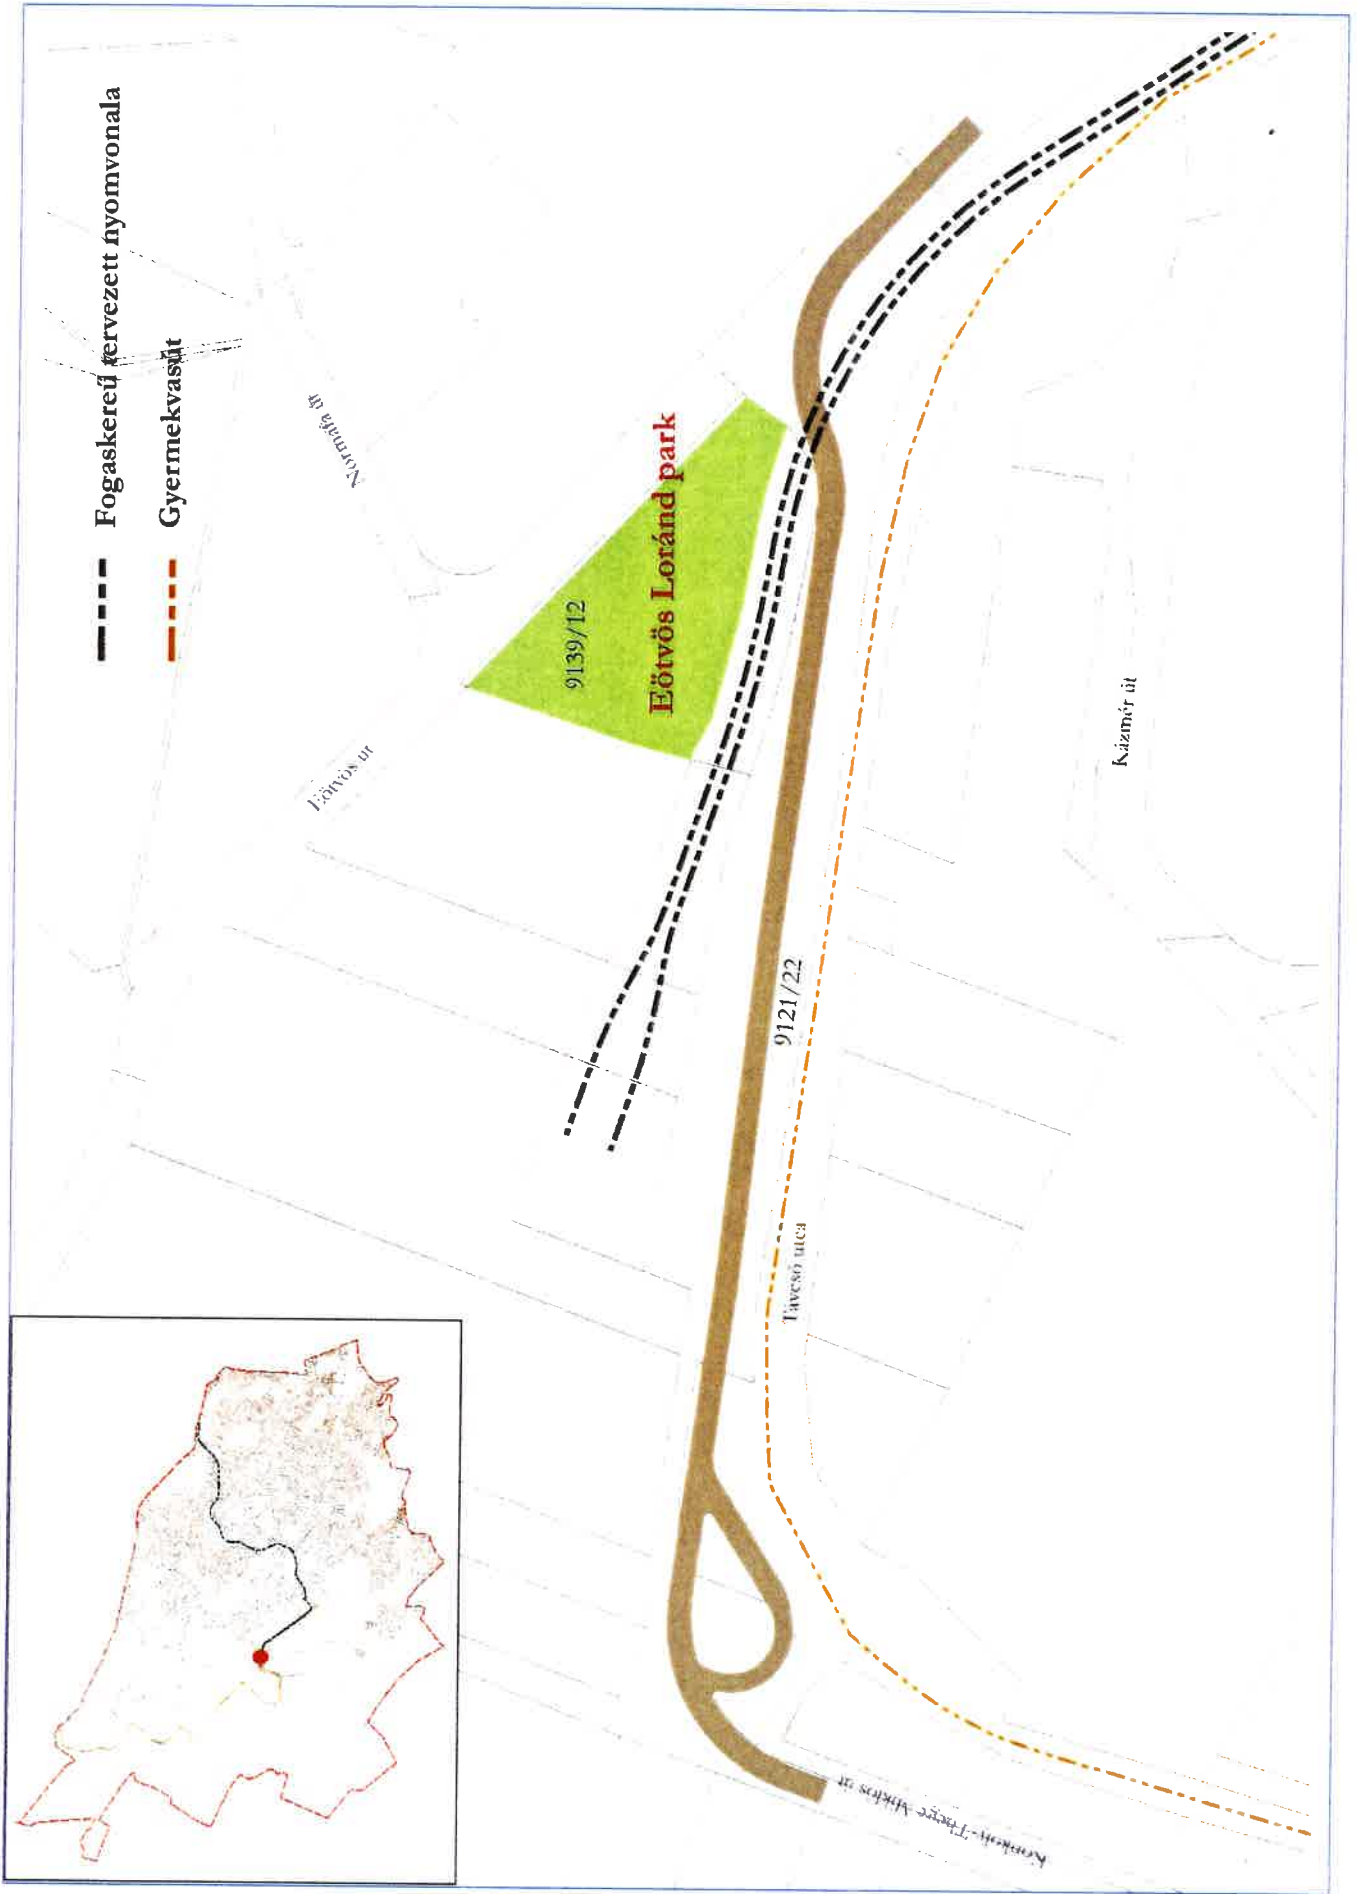 Fogaskerеű tervezett nyomvonala
Gyermekvasút
Normafa út
Eötvös út
9139/12
Eötvös Loránd park
9121/22
Távcső utca
Kázmér út
Konkoly-Thege Miklós út